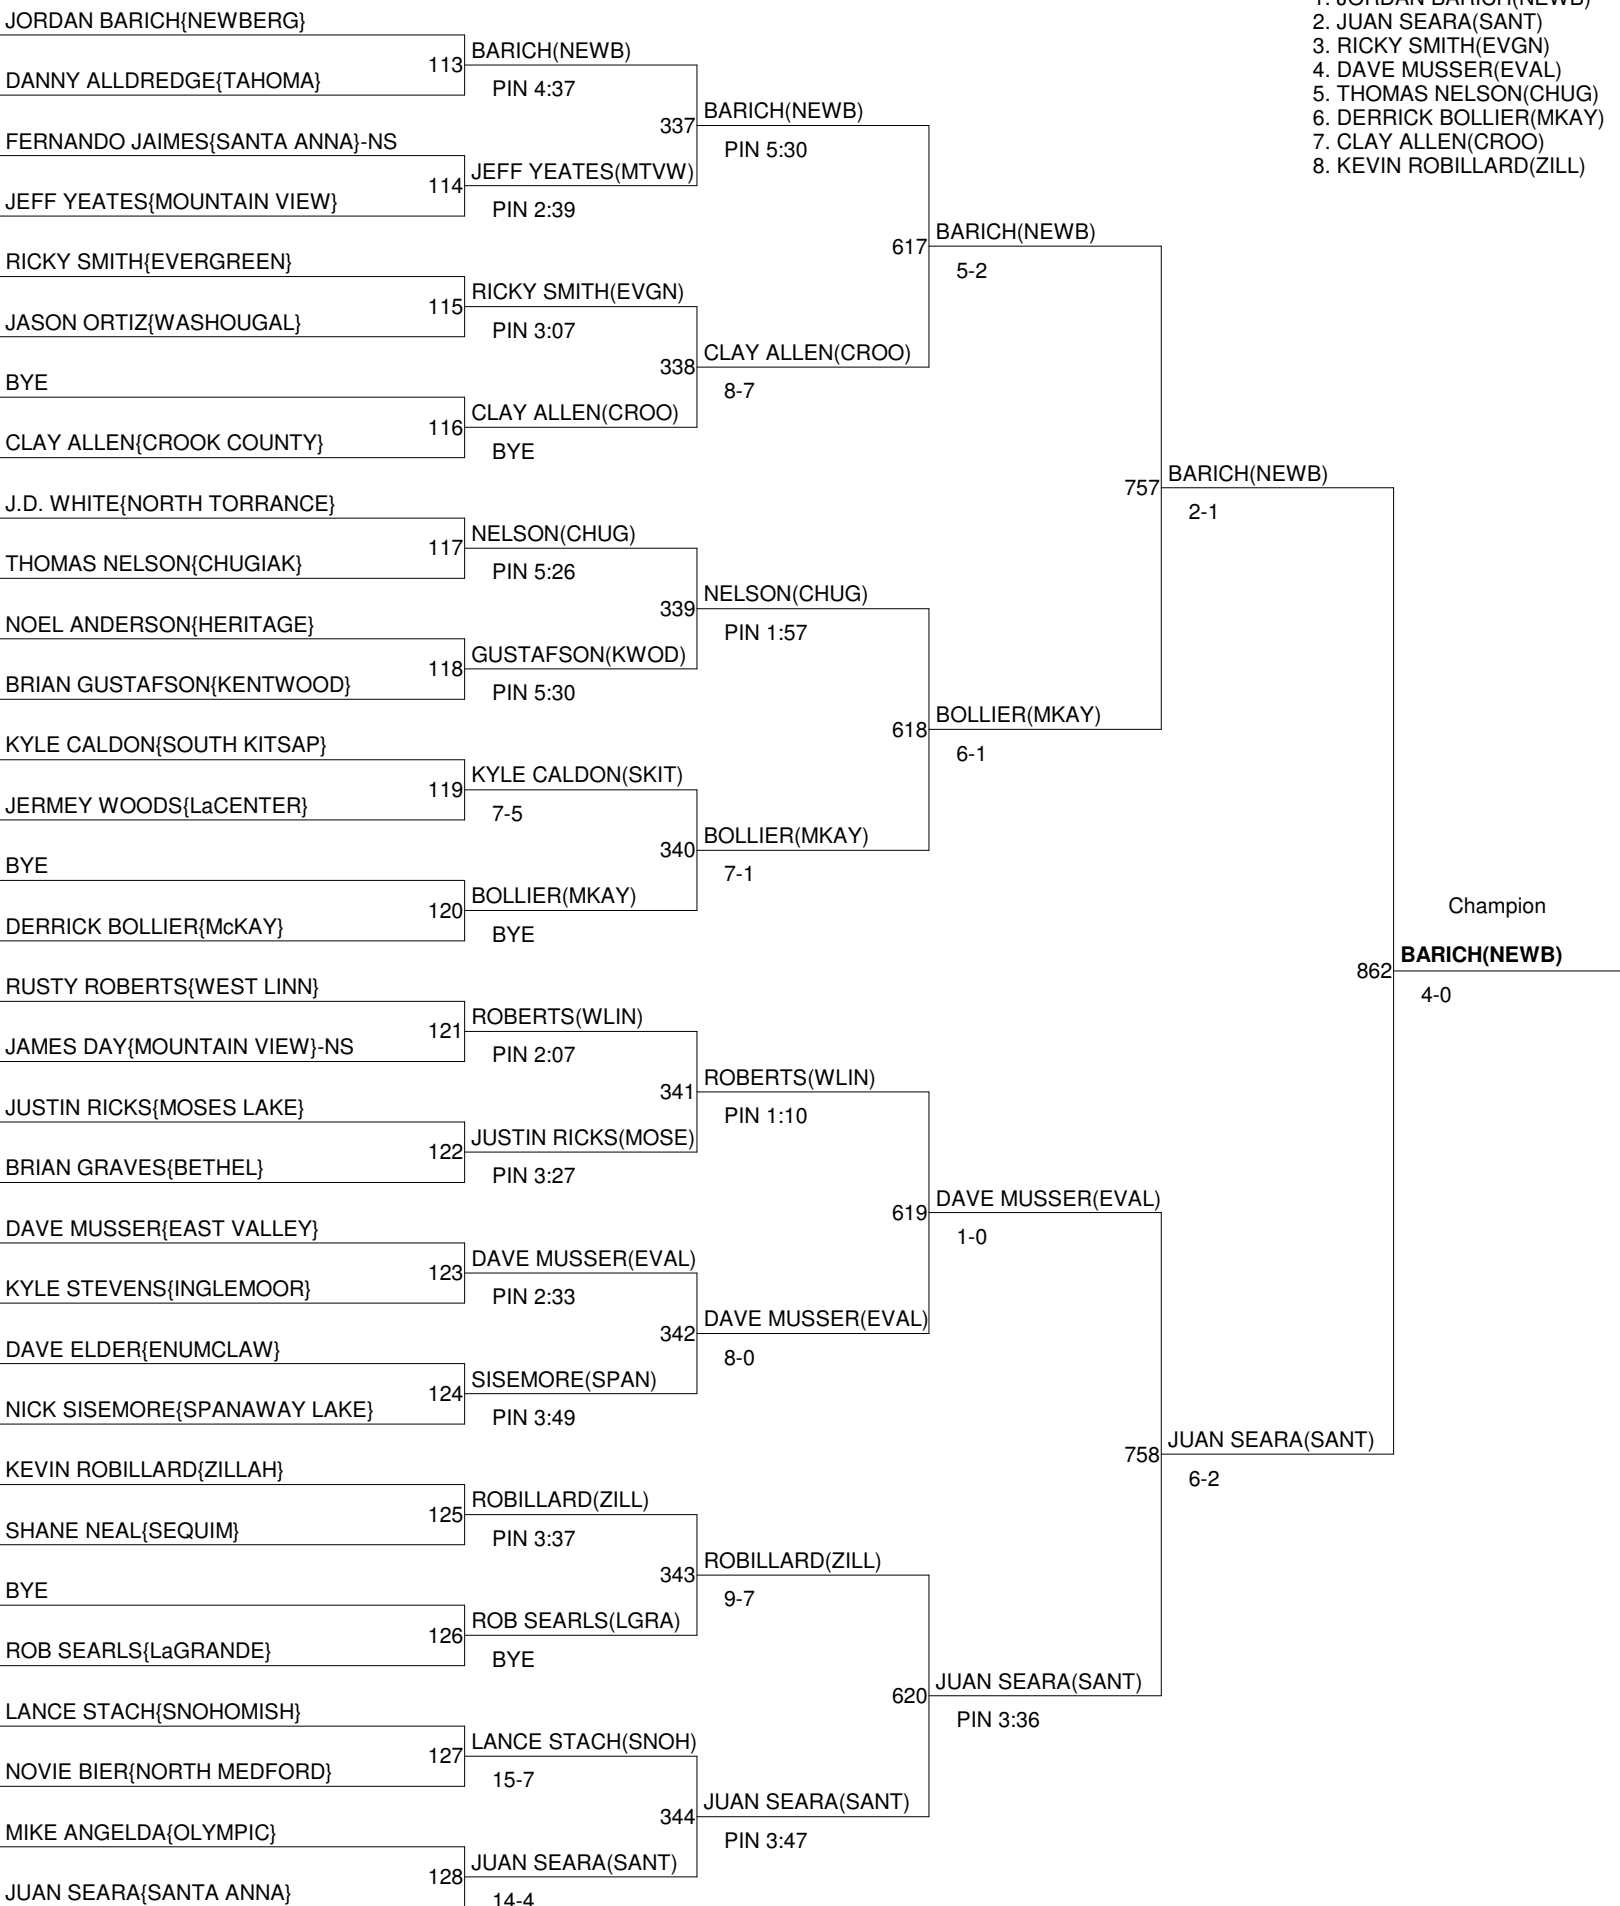 1. JORDAN BARICH(NEWB)
2. JUAN SEARA(SANT)
3. RICKY SMITH(EVGN)
4. DAVE MUSSER(EVAL)
5. THOMAS NELSON(CHUG)
6. DERRICK BOLLIER(MKAY)
7. CLAY ALLEN(CROO)
8. KEVIN ROBILLARD(ZILL)
JORDAN BARICH{NEWBERG}
DANNY ALLDREDGE{TAHOMA}
FERNANDO JAIMES{SANTA ANNA}-NS
JEFF YEATES{MOUNTAIN VIEW}
RICKY SMITH{EVERGREEN}
JASON ORTIZ{WASHOUGAL}
BYE
CLAY ALLEN{CROOK COUNTY}
J.D. WHITE{NORTH TORRANCE}
THOMAS NELSON{CHUGIAK}
NOEL ANDERSON{HERITAGE}
BRIAN GUSTAFSON{KENTWOOD}
KYLE CALDON{SOUTH KITSAP}
JERMEY WOODS{LaCENTER}
BYE
DERRICK BOLLIER{McKAY}
RUSTY ROBERTS{WEST LINN}
JAMES DAY{MOUNTAIN VIEW}-NS
JUSTIN RICKS{MOSES LAKE}
BRIAN GRAVES{BETHEL}
DAVE MUSSER{EAST VALLEY}
KYLE STEVENS{INGLEMOOR}
DAVE ELDER{ENUMCLAW}
NICK SISEMORE{SPANAWAY LAKE}
KEVIN ROBILLARD{ZILLAH}
SHANE NEAL{SEQUIM}
BYE
ROB SEARLS{LaGRANDE}
LANCE STACH{SNOHOMISH}
NOVIE BIER{NORTH MEDFORD}
MIKE ANGELDA{OLYMPIC}
JUAN SEARA{SANTA ANNA}
113 BARICH(NEWB)
PIN 4:37
114 JEFF YEATES(MTVW)
PIN 2:39
115 RICKY SMITH(EVGN)
PIN 3:07
116 CLAY ALLEN(CROO)
BYE
117 NELSON(CHUG)
PIN 5:26
118 GUSTAFSON(KWOD)
PIN 5:30
119 KYLE CALDON(SKIT)
7-5
120 BOLLIER(MKAY)
BYE
121 ROBERTS(WLIN)
PIN 2:07
122 JUSTIN RICKS(MOSE)
PIN 3:27
123 DAVE MUSSER(EVAL)
PIN 2:33
124 SISEMORE(SPAN)
PIN 3:49
125 ROBILLARD(ZILL)
PIN 3:37
126 ROB SEARLS(LGRA)
BYE
127 LANCE STACH(SNOH)
15-7
128 JUAN SEARA(SANT)
14-4
337 BARICH(NEWB)
PIN 5:30
338 CLAY ALLEN(CROO)
8-7
339 NELSON(CHUG)
PIN 1:57
340 BOLLIER(MKAY)
7-1
341 ROBERTS(WLIN)
PIN 1:10
342 DAVE MUSSER(EVAL)
8-0
343 ROBILLARD(ZILL)
9-7
344 JUAN SEARA(SANT)
PIN 3:47
617 BARICH(NEWB)
5-2
618 BOLLIER(MKAY)
6-1
619 DAVE MUSSER(EVAL)
1-0
620 JUAN SEARA(SANT)
PIN 3:36
757 BARICH(NEWB)
2-1
758 JUAN SEARA(SANT)
6-2
Champion
862 BARICH(NEWB)
4-0